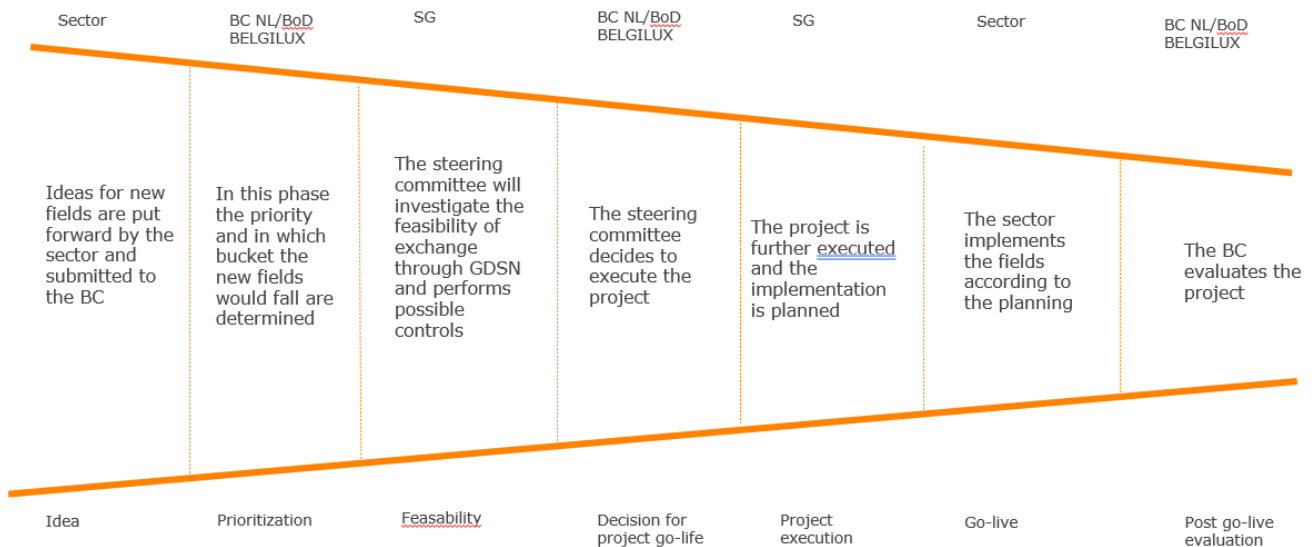 Sector
BC NL/BoD
BELGILUX
SG
BC NL/BoD
BELGILUX
SG
Sector
BC NL/BoD
BELGILUX
Ideas for new
fields are put
forward by the
sector and
submitted to
the BC
In this phase
the priority
and in which
bucket the
new fields
would fall are
determined
The steering
committee will
investigate the
feasibility of
exchange
through GDSN
and performs
possible
controls
The steering
committee
decides to
execute the
project
The project is
further executed
and the
implementation
is planned
The sector
implements
the fields
according to
the planning
The BC
evaluates the
project
Idea
Prioritization
Feasability
Decision for
project go-life
Project
execution
Go-live
Post go-live
evaluation